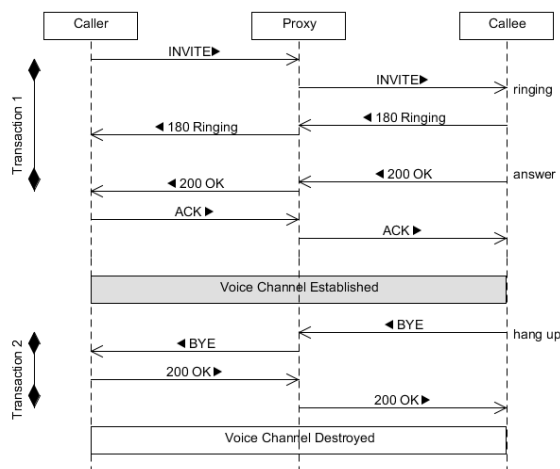 Caller
Proxy
Callee
INVITE▶
INVITE▶
ringing
◀ 180 Ringing
◀ 180 Ringing
Transaction 1
◀ 200 OK
answer
◀ 200 OK
ACK ▶
ACK ▶
Voice Channel Established
◀ BYE
hang up
◀ BYE
Transaction 2
200 OK▶
200 OK▶
Voice Channel Destroyed